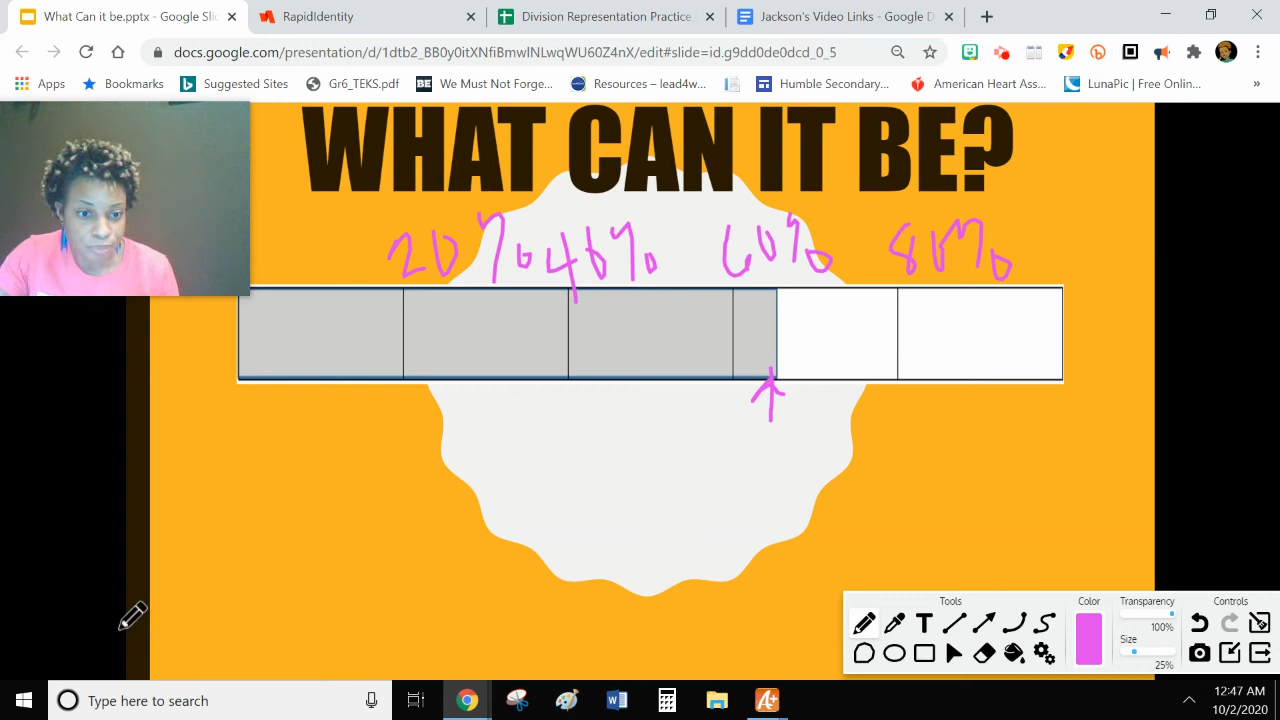 What Can it be.pptx - Google Slic
RapidIdentity
Division Representation Practice
Jackson's Video Links - Google D
docs.google.com/presentation/d/1dtb2_BB0y0itXNfiBmwlNLwqWU60Z4nX/edit#slide=id.g9dd0de0dcd_0_5
Apps
Bookmarks
Suggested Sites
Gr6_TEKS.pdf
BE We Must Not Forge...
Resources – lead4w...
Humble Secondary...
American Heart Ass...
LunaPic | Free Onlin...
»
WHAT CAN IT BE?
20% 40% 60% 80%
Tools
Color
Transparency
Controls
100%
Size
25%
T
A+
W
Type here to search
12:47 AM
10/2/2020